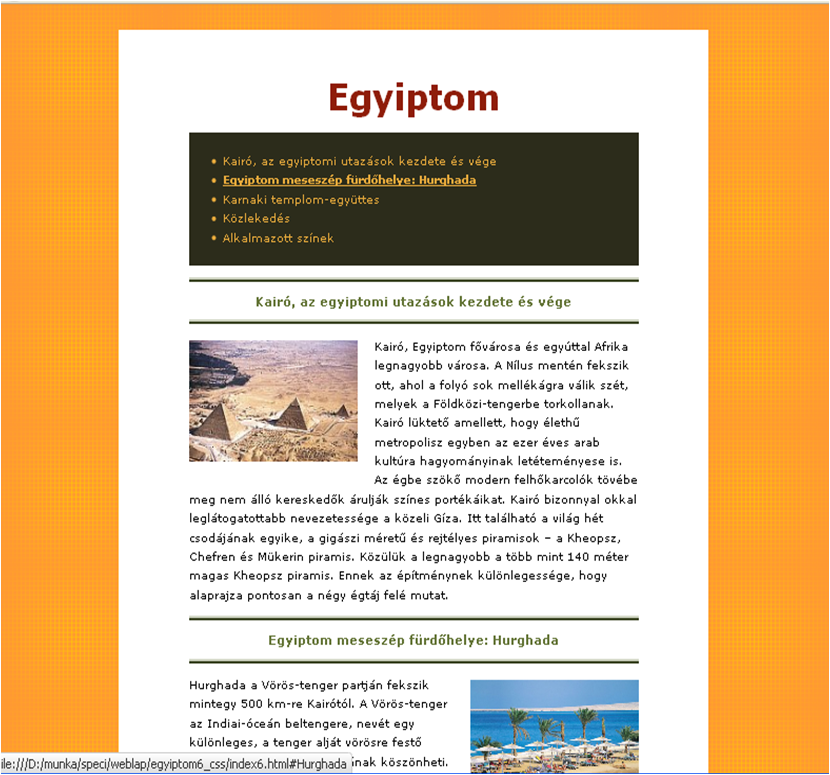 Egyiptom
• Kairó, az egyiptomi utazások kezdete és vége
• Egyiptom meseszép fürdőhelye: Hurghada
• Karnaki templom-együttes
• Közlekedés
• Alkalmazott színek
Kairó, az egyiptomi utazások kezdete és vége
Kairó, Egyiptom fővárosa és egyúttal Afrika
legnagyobb városa. A Nílus mentén fekszik
ott, ahol a folyó sok mellékágra válik szét,
melyek a Földközi-tengerbe torkollanak.
Kairó lüktető amellett, hogy élethű
metropolisz egyben az ezer éves arab
kultúra hagyományinak letéteményese is.
Az égbe szökő modern felhőkarcolók tövébe
meg nem álló kereskedők árulják színes portékáikat. Kairó bizonnyal okkal
leglátogatottabb nevezetessége a közeli Gíza. Itt található a világ hét
csodájának egyike, a gigászi méretű és rejtélyes piramisok – a Kheopsz,
Chefren és Mükerin piramis. Közülük a legnagyobb a több mint 140 méter
magas Kheopsz piramis. Ennek az építménynek különlegessége, hogy
alaprajza pontosan a négy égtáj felé mutat.
Egyiptom meseszép fürdőhelye: Hurghada
Hurghada a Vörös-tenger partján fekszik
mintegy 500 km-re Kairótól. A Vörös-tenger
az Indiai-óceán beltengere, nevét egy
különleges, a tenger alját vörösre festő
ának köszönheti.
ile:///D:/munka/speci/weblap/egyiptom6_css/index6.html#Hurghada